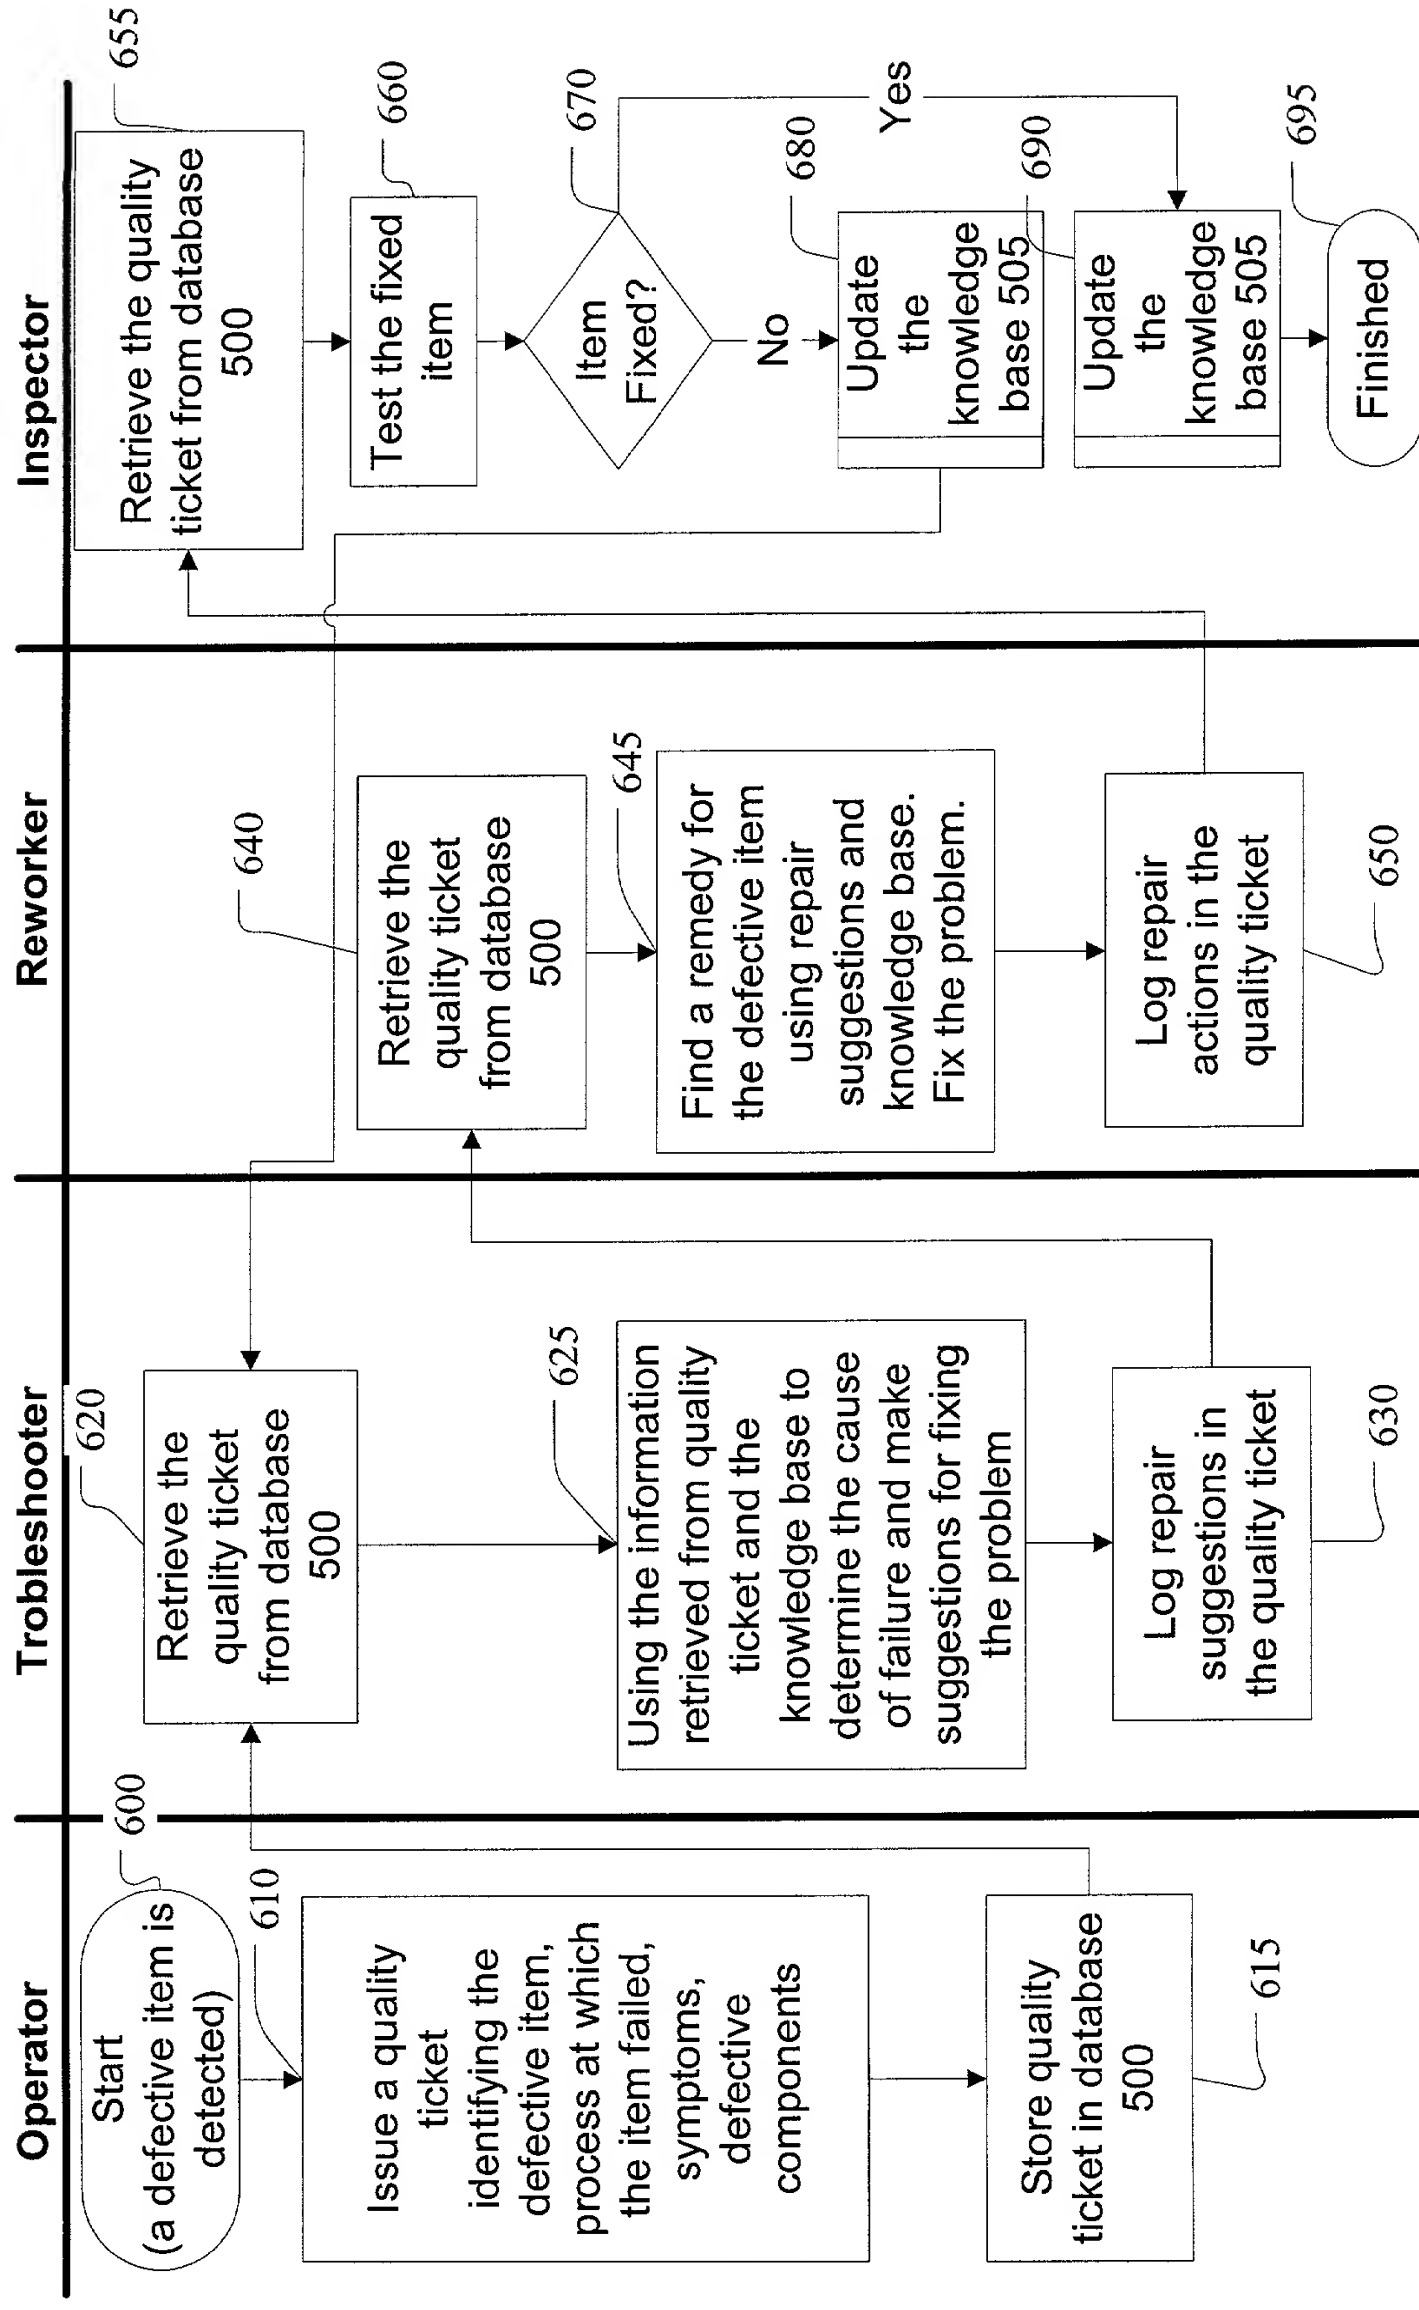 Operator
Trobleshooter
Reworker
Inspector
600
Start
(a defective item is
detected)
610
Issue a quality
ticket
identifying the
defective item,
process at which
the item failed,
symptoms,
defective
components
Store quality
ticket in database
500
615
620
Retrieve the
quality ticket
from database
500
625
Using the information
retrieved from quality
ticket and the
knowledge base to
determine the cause
of failure and make
suggestions for fixing
the problem
Log repair
suggestions in
the quality ticket
630
640
Retrieve the
quality ticket
from database
500
645
Find a remedy for
the defective item
using repair
suggestions and
knowledge base.
Fix the problem.
Log repair
actions in the
quality ticket
650
655
Retrieve the quality
ticket from database
500
660
Test the fixed
item
670
Item
Fixed?
Yes
No
680
Update
the
knowledge
base 505
690
Update
the
knowledge
base 505
695
Finished